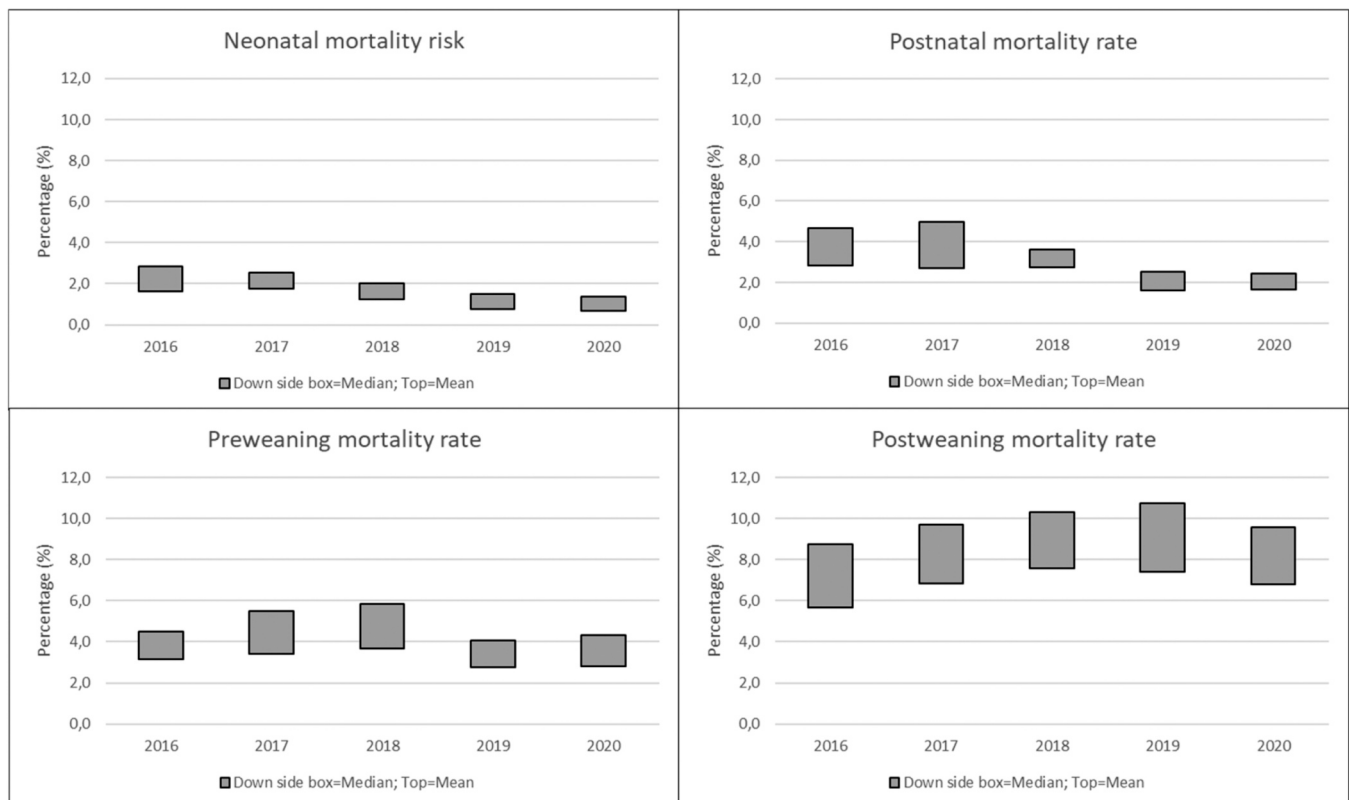 Neonatal mortality risk
Percentage (%)
12,0
10,0
8,0
6,0
4,0
2,0
0,0
2016 2017 2018 2019 2020
Down side box=Median; Top=Mean
Postnatal mortality rate
Percentage (%)
12,0
10,0
8,0
6,0
4,0
2,0
0,0
2016 2017 2018 2019 2020
Down side box=Median; Top=Mean
Preweaning mortality rate
Percentage (%)
12,0
10,0
8,0
6,0
4,0
2,0
0,0
2016 2017 2018 2019 2020
Down side box=Median; Top=Mean
Postweaning mortality rate
Percentage (%)
12,0
10,0
8,0
6,0
4,0
2,0
0,0
2016 2017 2018 2019 2020
Down side box=Median; Top=Mean